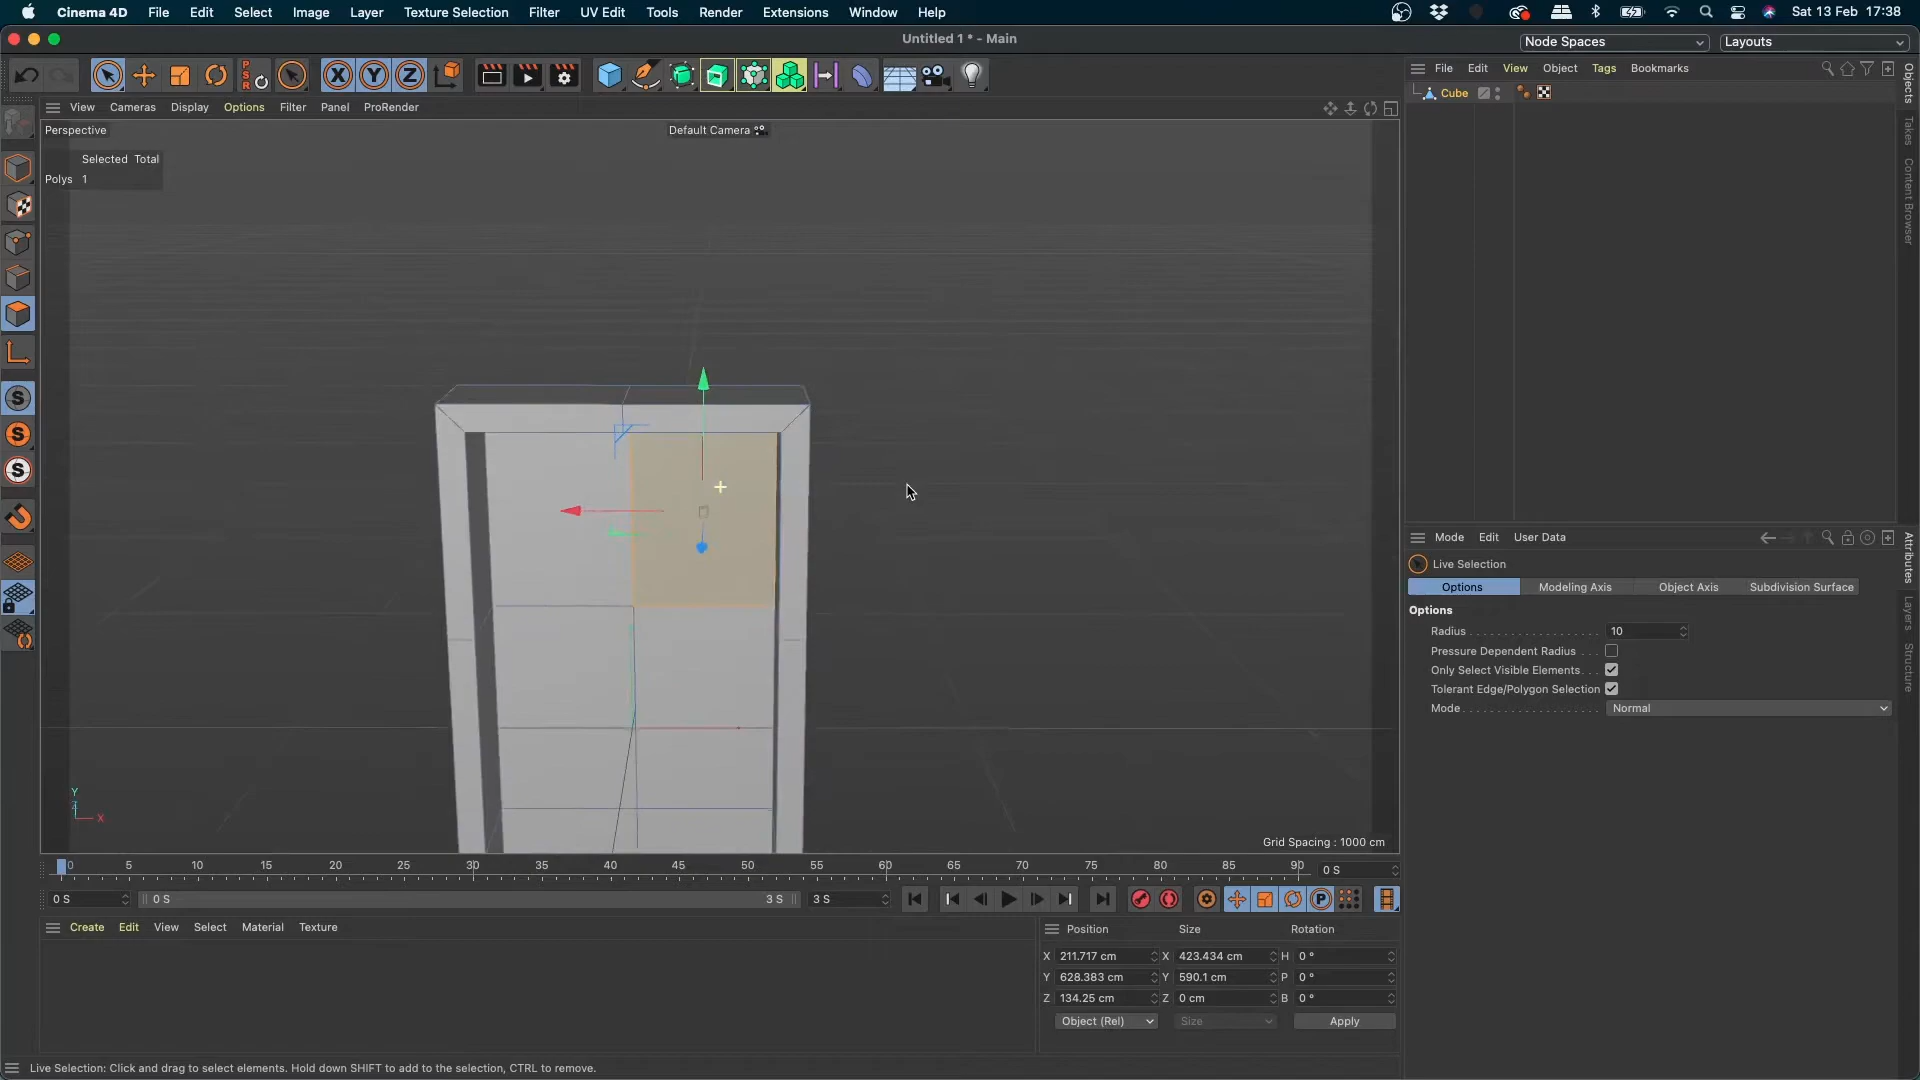 Cinema 4D File Edit Select Image Layer Texture Selection Filter UV Edit Tools Render Extensions Window Help Sat 13 Feb 17:38
Untitled 1 * - Main
Node Spaces Layouts
File Edit View Object Tags Bookmarks
View Cameras Display Options Filter Panel ProRender
Cube
Perspective
Default Camera
Selected Total
Polys 1
Objects
Takes
Content Browser
Mode Edit User Data
Live Selection
Options Modeling Axis Object Axis Subdivision Surface
Options
Radius 10
Pressure Dependent Radius
Only Select Visible Elements
Tolerant Edge/Polygon Selection
Mode Normal
Attributes
Layers
Structure
PSR
X Y Z
S
S
S
Y
Z
X
Grid Spacing : 1000 cm
0 5 10 15 20 25 30 35 40 45 50 55 60 65 70 75 80 85 90 0 S
0 S 0 S 3 S 3 S P
Create Edit View Select Material Texture
Position Size Rotation
X 211.717 cm X 423.434 cm H 0 °
Y 628.383 cm Y 590.1 cm P 0 °
Z 134.25 cm Z 0 cm B 0 °
Object (Rel) Size Apply
Live Selection: Click and drag to select elements. Hold down SHIFT to add to the selection, CTRL to remove.